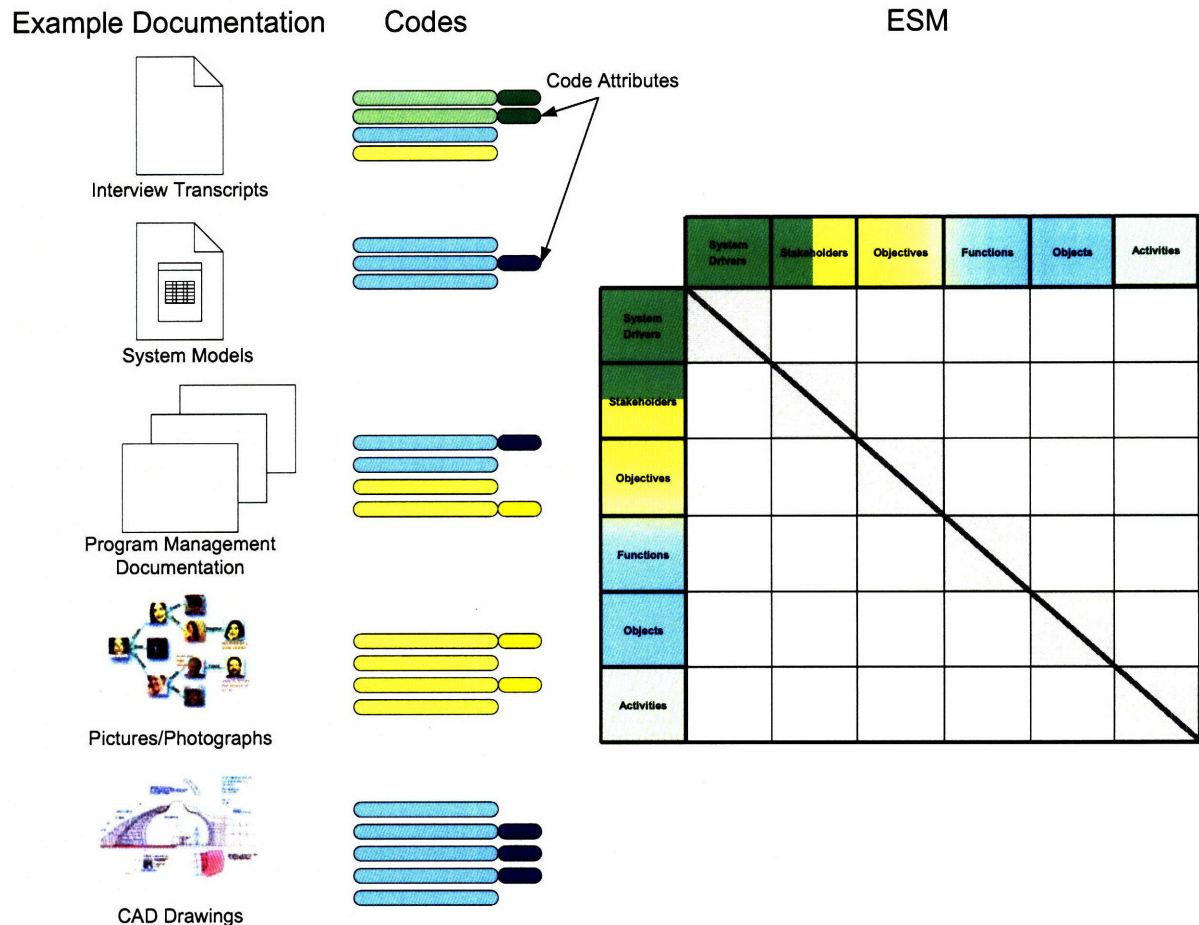 Example Documentation
Codes
ESM
Code Attributes
Interview Transcripts
System Models
Program Management
Documentation
Pictures/Photographs
CAD Drawings
System
Drivers
Stakeholders
Objectives
Functions
Objects
Activities
System
Drivers
Stakeholders
Objectives
Functions
Objects
Activities